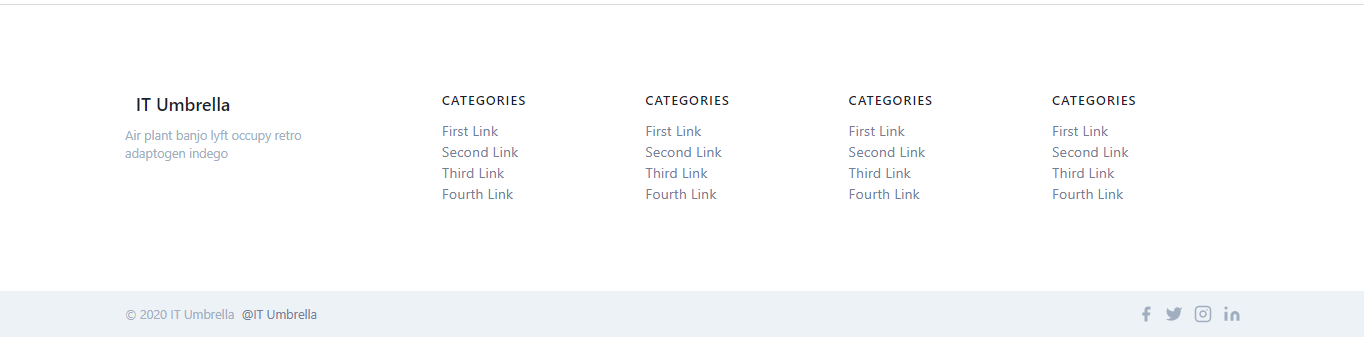 IT Umbrella
Air plant banjo lyft occupy retro
adaptogen indego
CATEGORIES
First Link
Second Link
Third Link
Fourth Link
CATEGORIES
First Link
Second Link
Third Link
Fourth Link
CATEGORIES
First Link
Second Link
Third Link
Fourth Link
CATEGORIES
First Link
Second Link
Third Link
Fourth Link
© 2020 IT Umbrella @IT Umbrella